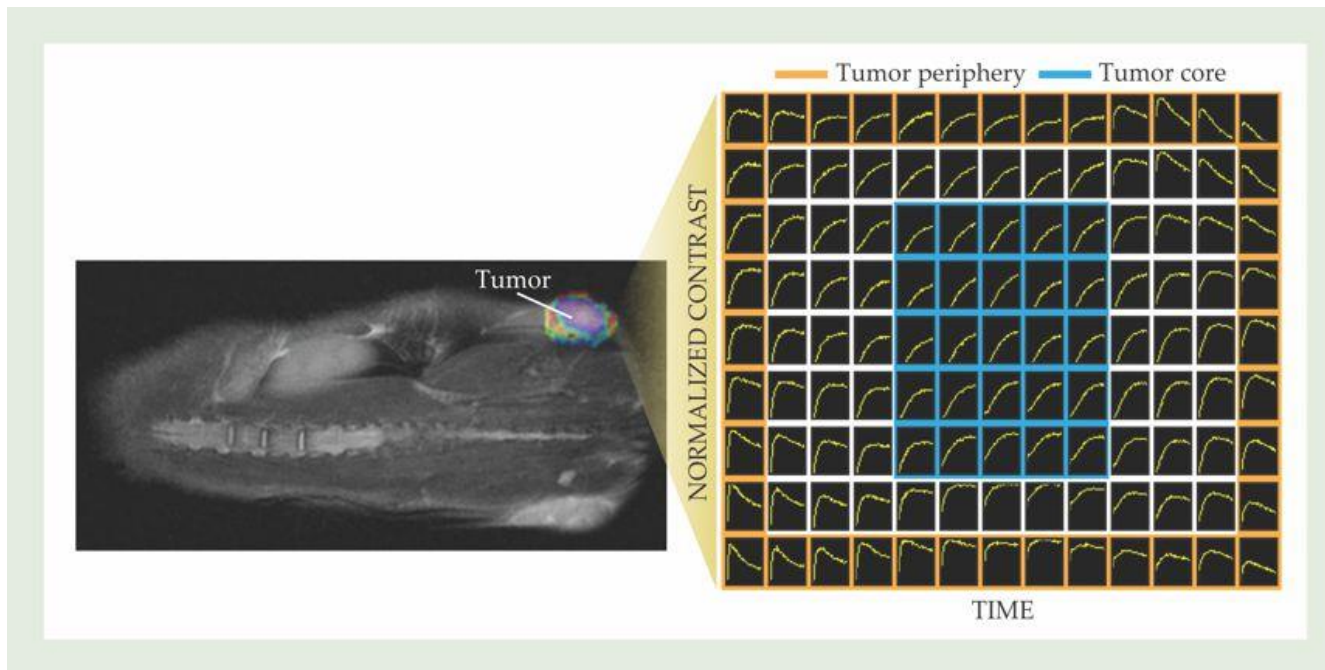 Tumor periphery
Tumor core
Tumor
NORMALIZED CONTRAST
TIME